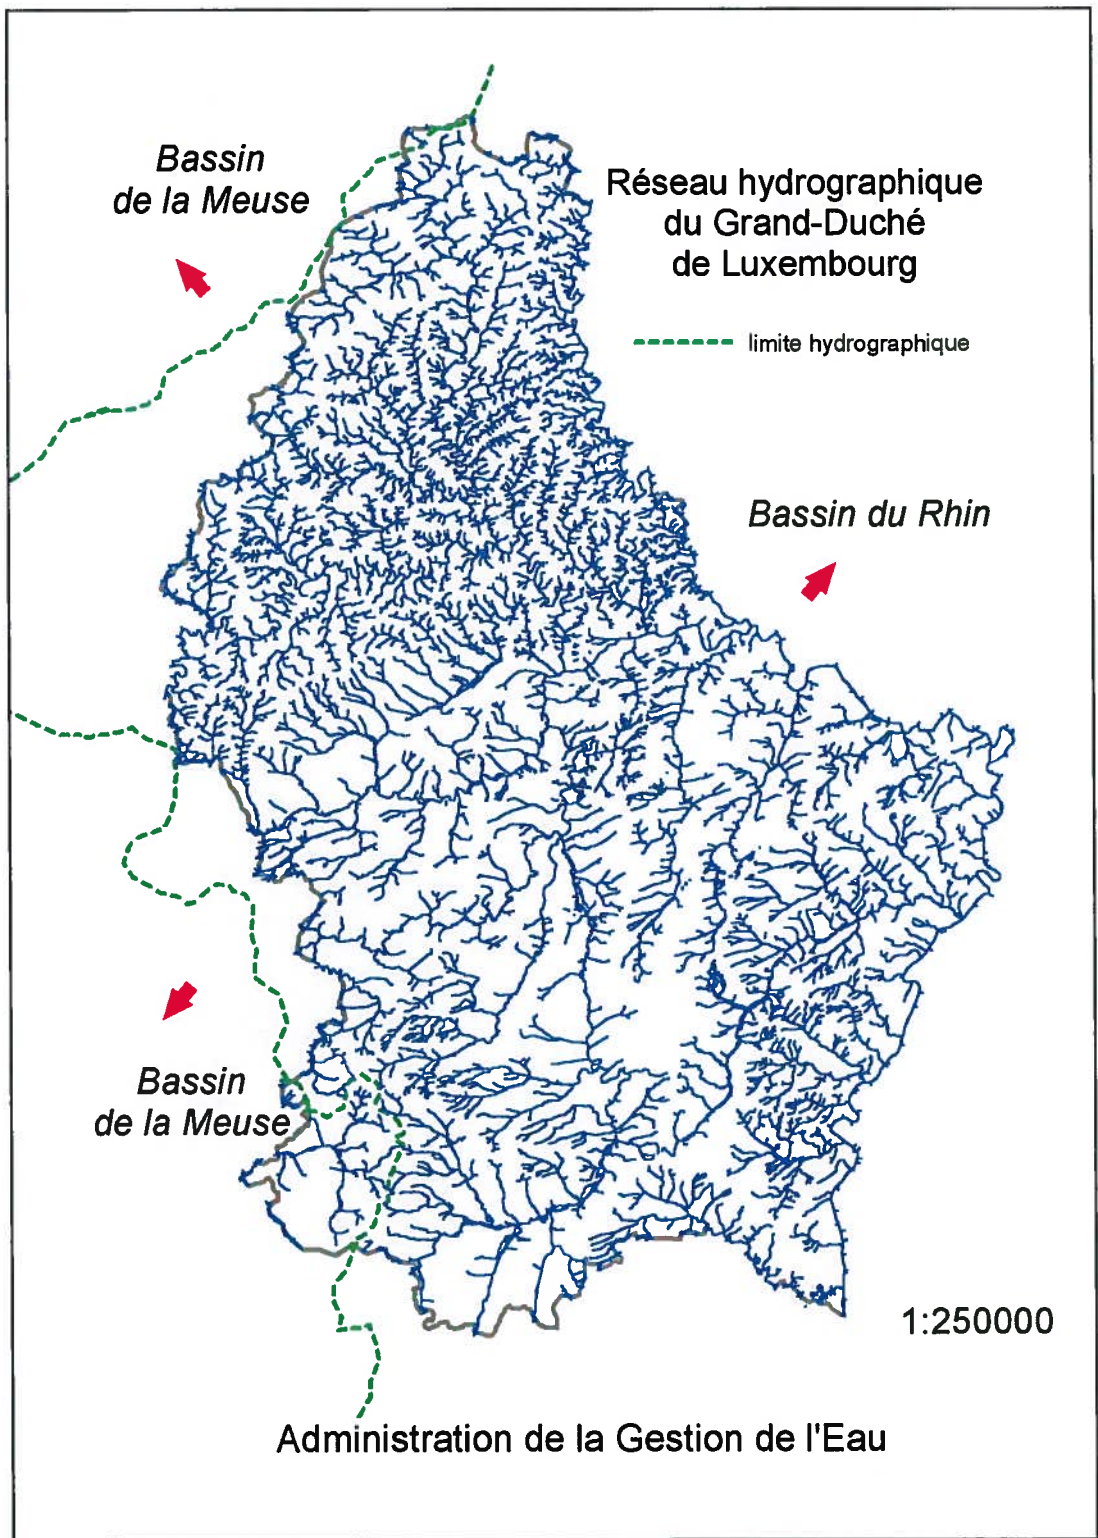 Bassin
de la Meuse
Réseau hydrographique
du Grand-Duché
de Luxembourg
limite hydrographique
Bassin du Rhin
Bassin
de la Meuse
1:250000
Administration de la Gestion de l'Eau